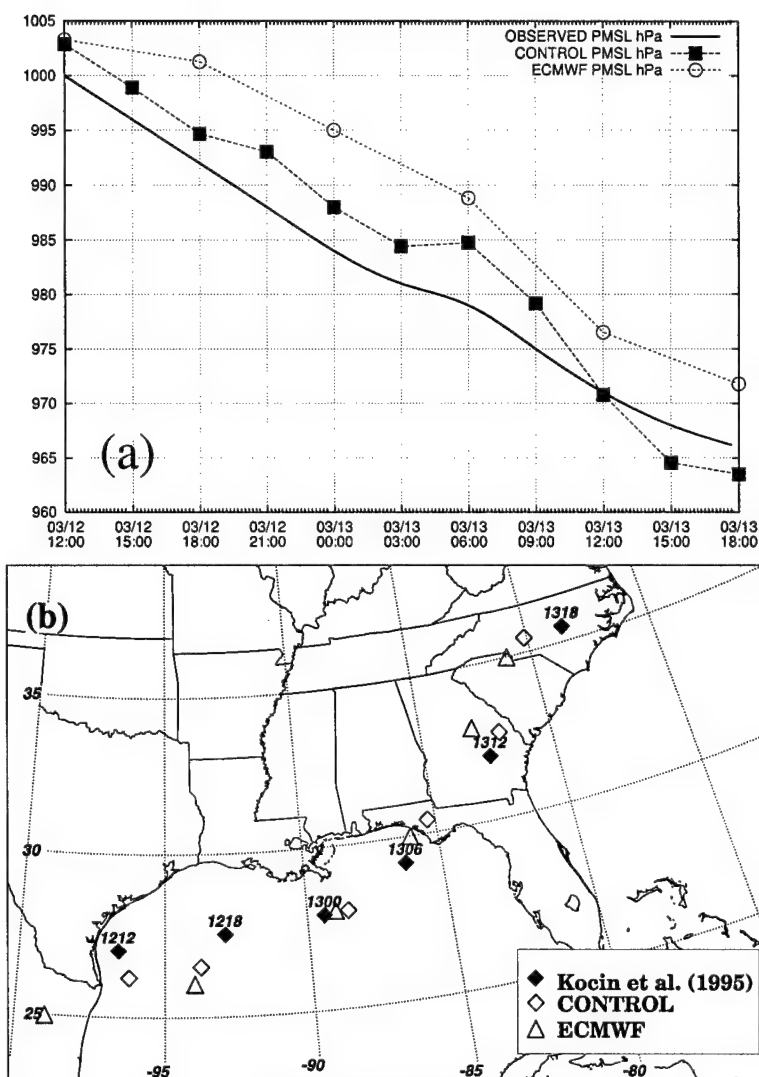 1005
1000
995
990
985
980
975
970
965
960
OBSERVED PMSL hPa
CONTROL PMSL hPa
ECMWF PMSL hPa
(a)
03/12 03/12 03/12 03/12 03/13 03/13 03/13 03/13 03/13 03/13 03/13
12:00 15:00 18:00 21:00 00:00 03:00 06:00 09:00 12:00 15:00 18:00
(b)
1318
35
1312
30
1306
1300
1218
1212
25
Kocin et al. (1995)
CONTROL
ECMWF
-95
-90
-85
-80